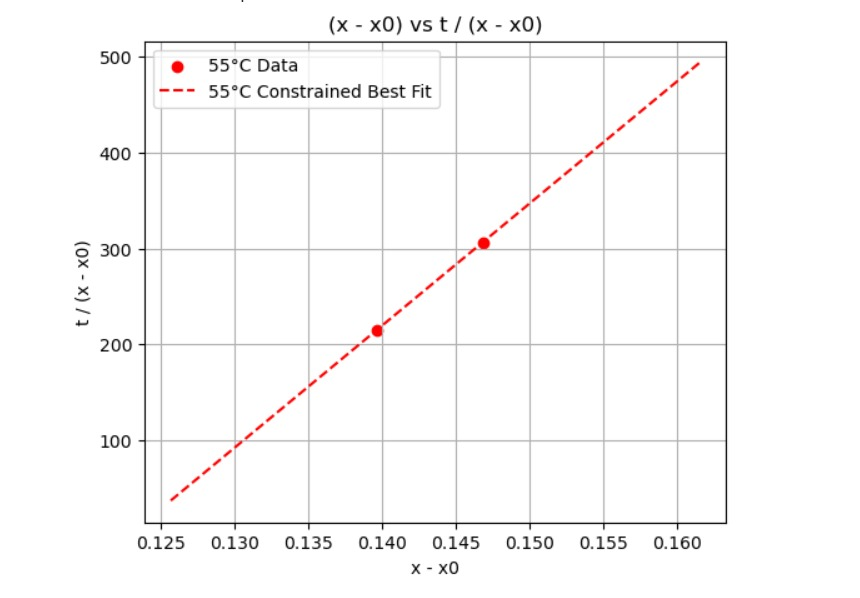 (x - x0) vs t / (x - x0)
55°C Data
55°C Constrained Best Fit
t / (x - x0)
500
400
300
200
100
0.125 0.130 0.135 0.140 0.145 0.150 0.155 0.160
x - x0